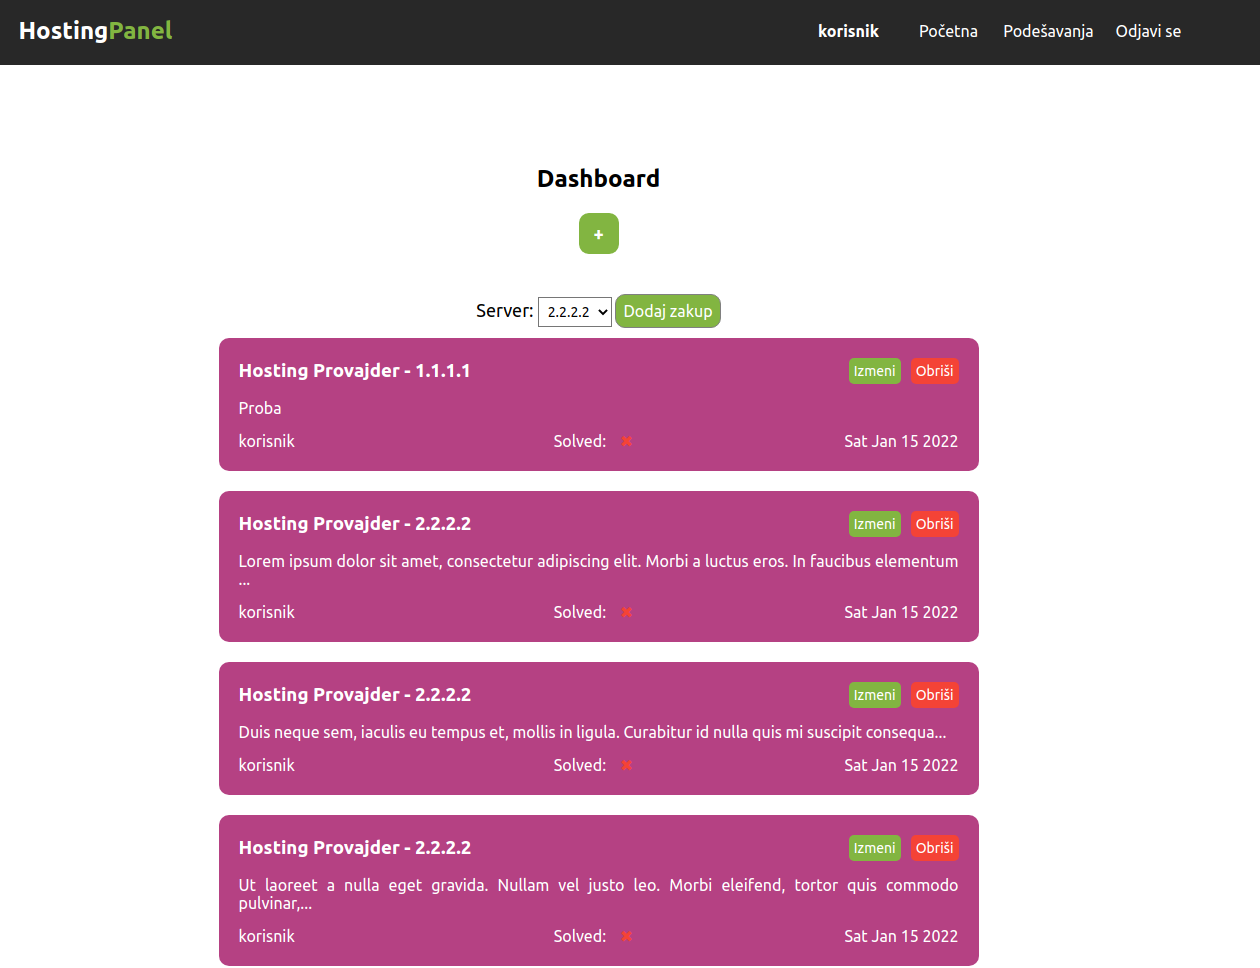 HostingPanel
korisnik Početna Podešavanja Odjavi se
Dashboard
+
Server: 2.2.2.2 Dodaj zakup
Hosting Provajder - 1.1.1.1 Izmeni Obriši
Proba
korisnik Solved: ✖ Sat Jan 15 2022
Hosting Provajder - 2.2.2.2 Izmeni Obriši
Lorem ipsum dolor sit amet, consectetur adipiscing elit. Morbi a luctus eros. In faucibus elementum
...
korisnik Solved: ✖ Sat Jan 15 2022
Hosting Provajder - 2.2.2.2 Izmeni Obriši
Duis neque sem, iaculis eu tempus et, mollis in ligula. Curabitur id nulla quis mi suscipit consequa...
korisnik Solved: ✖ Sat Jan 15 2022
Hosting Provajder - 2.2.2.2 Izmeni Obriši
Ut laoreet a nulla eget gravida. Nullam vel justo leo. Morbi eleifend, tortor quis commodo
pulvinar,...
korisnik Solved: ✖ Sat Jan 15 2022